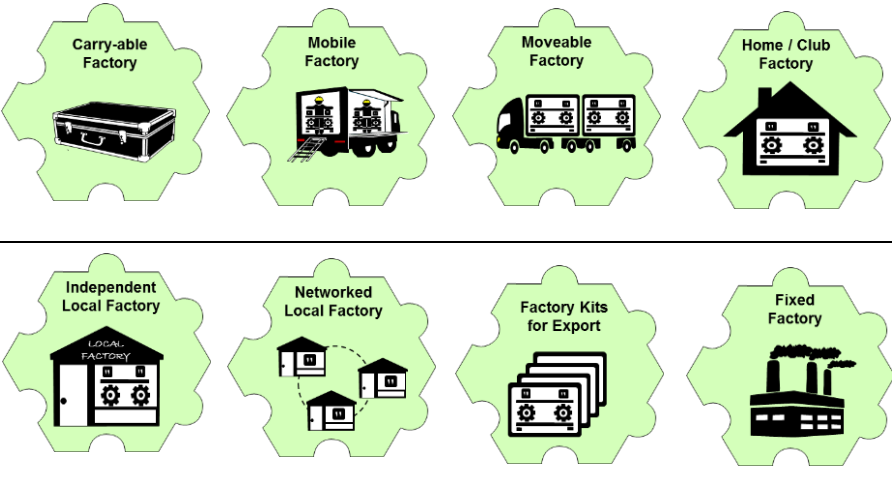 Carry-able
Factory
Mobile
Factory
Moveable
Factory
Home / Club
Factory
Independent
Local Factory
LOCAL
FACTORY
Networked
Local Factory
Factory Kits
for Export
Fixed
Factory